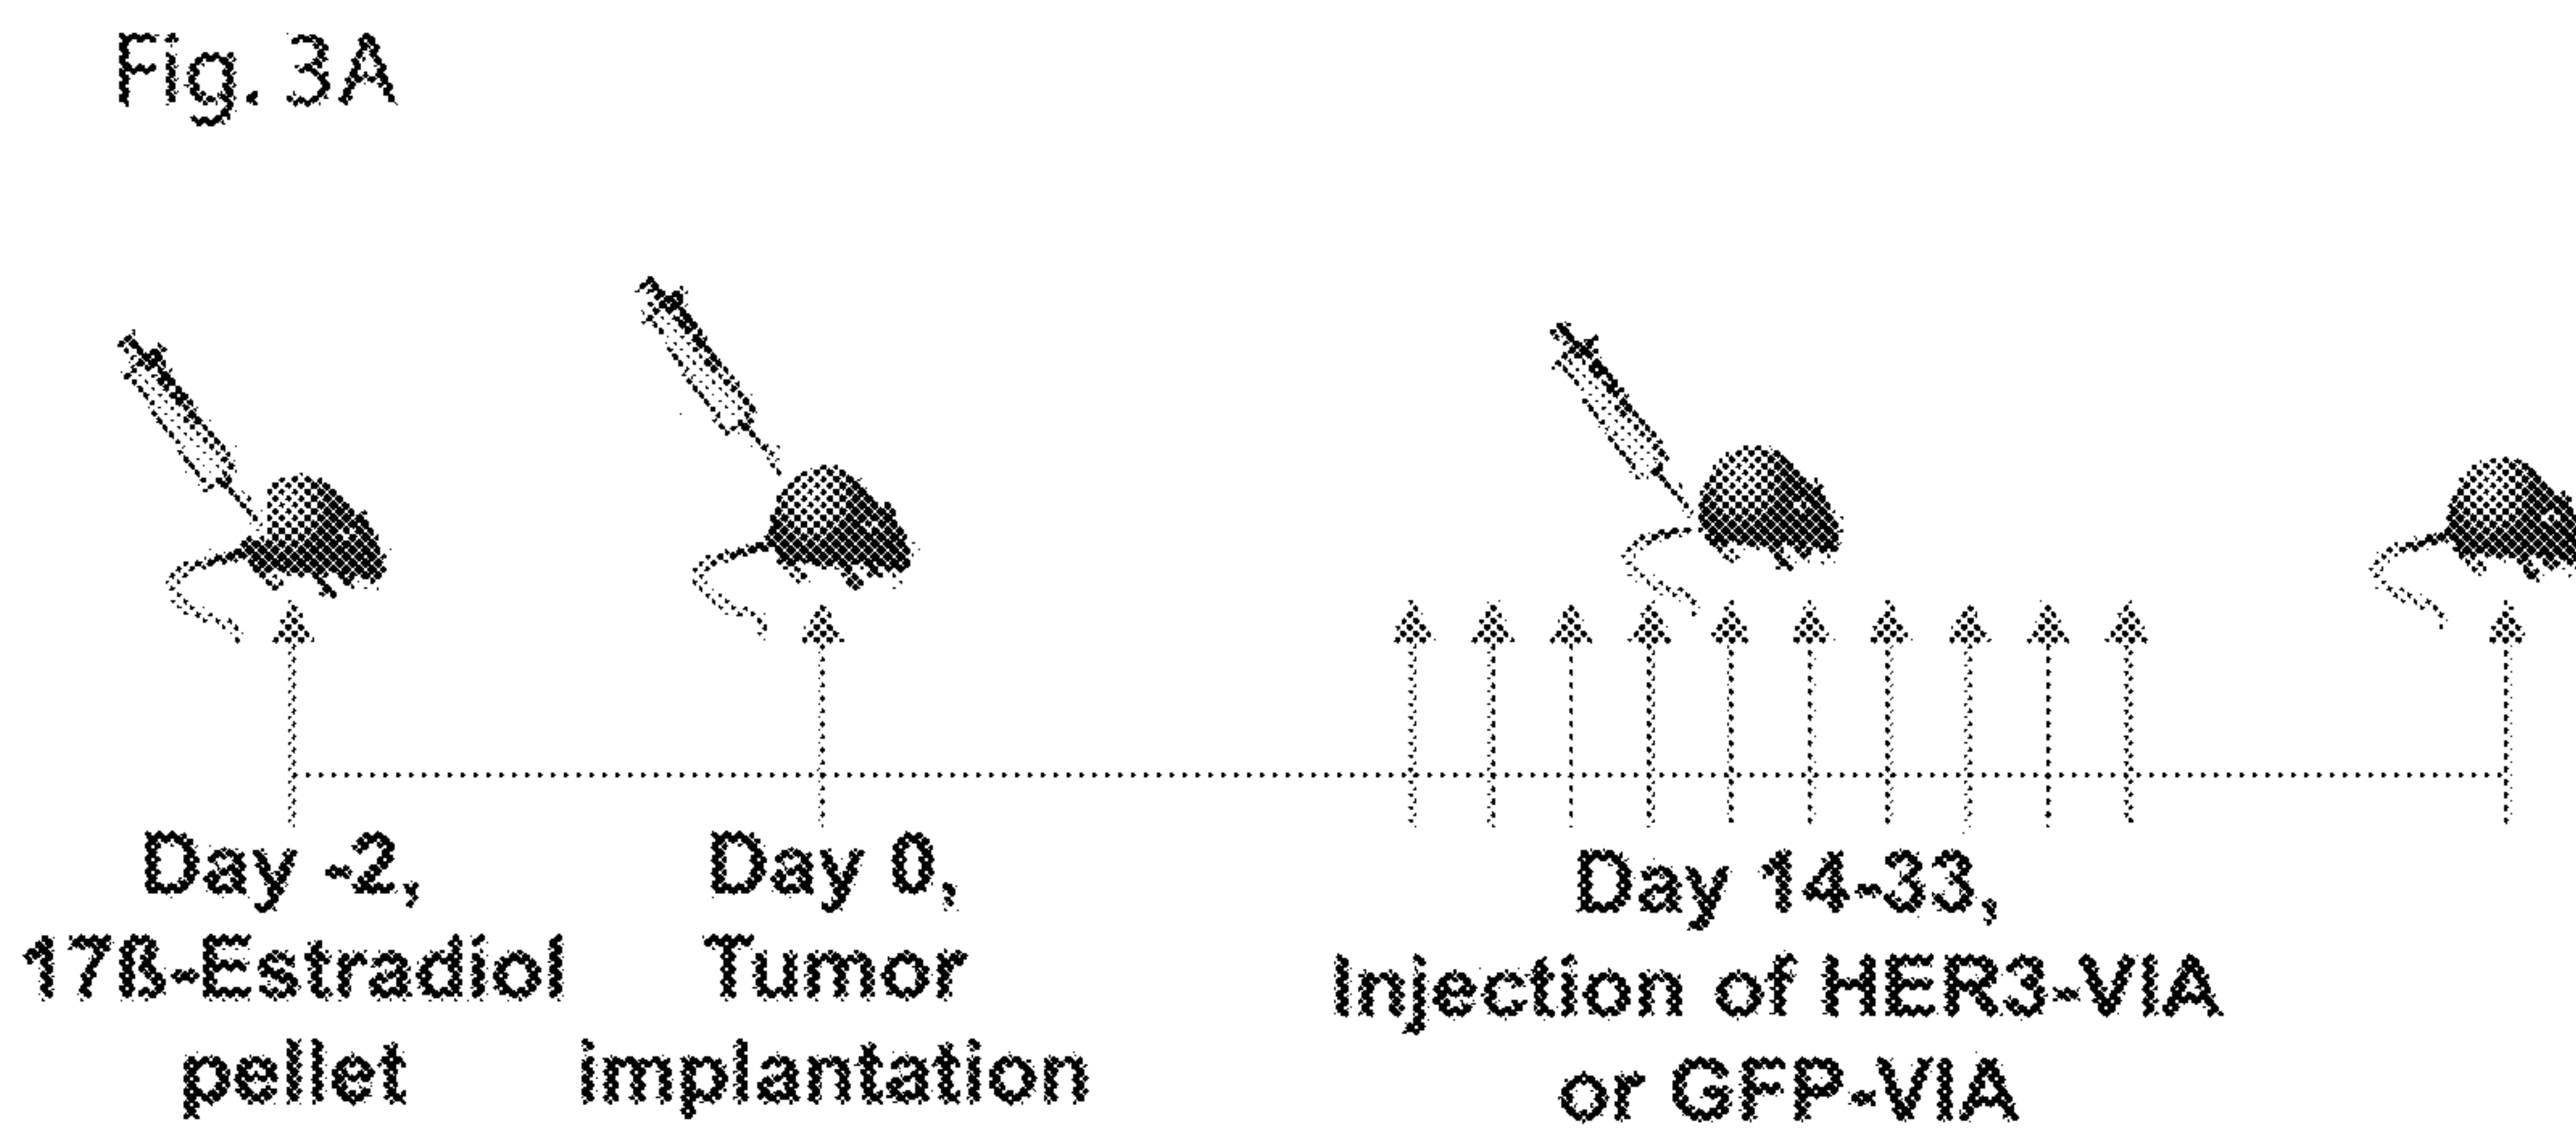 Fig. 3A
Day -2,
17ß-Estradiol
pellet
Day 0,
Tumor
implantation
Day 14-33,
Injection of HER3-VIA
or GFP-VIA